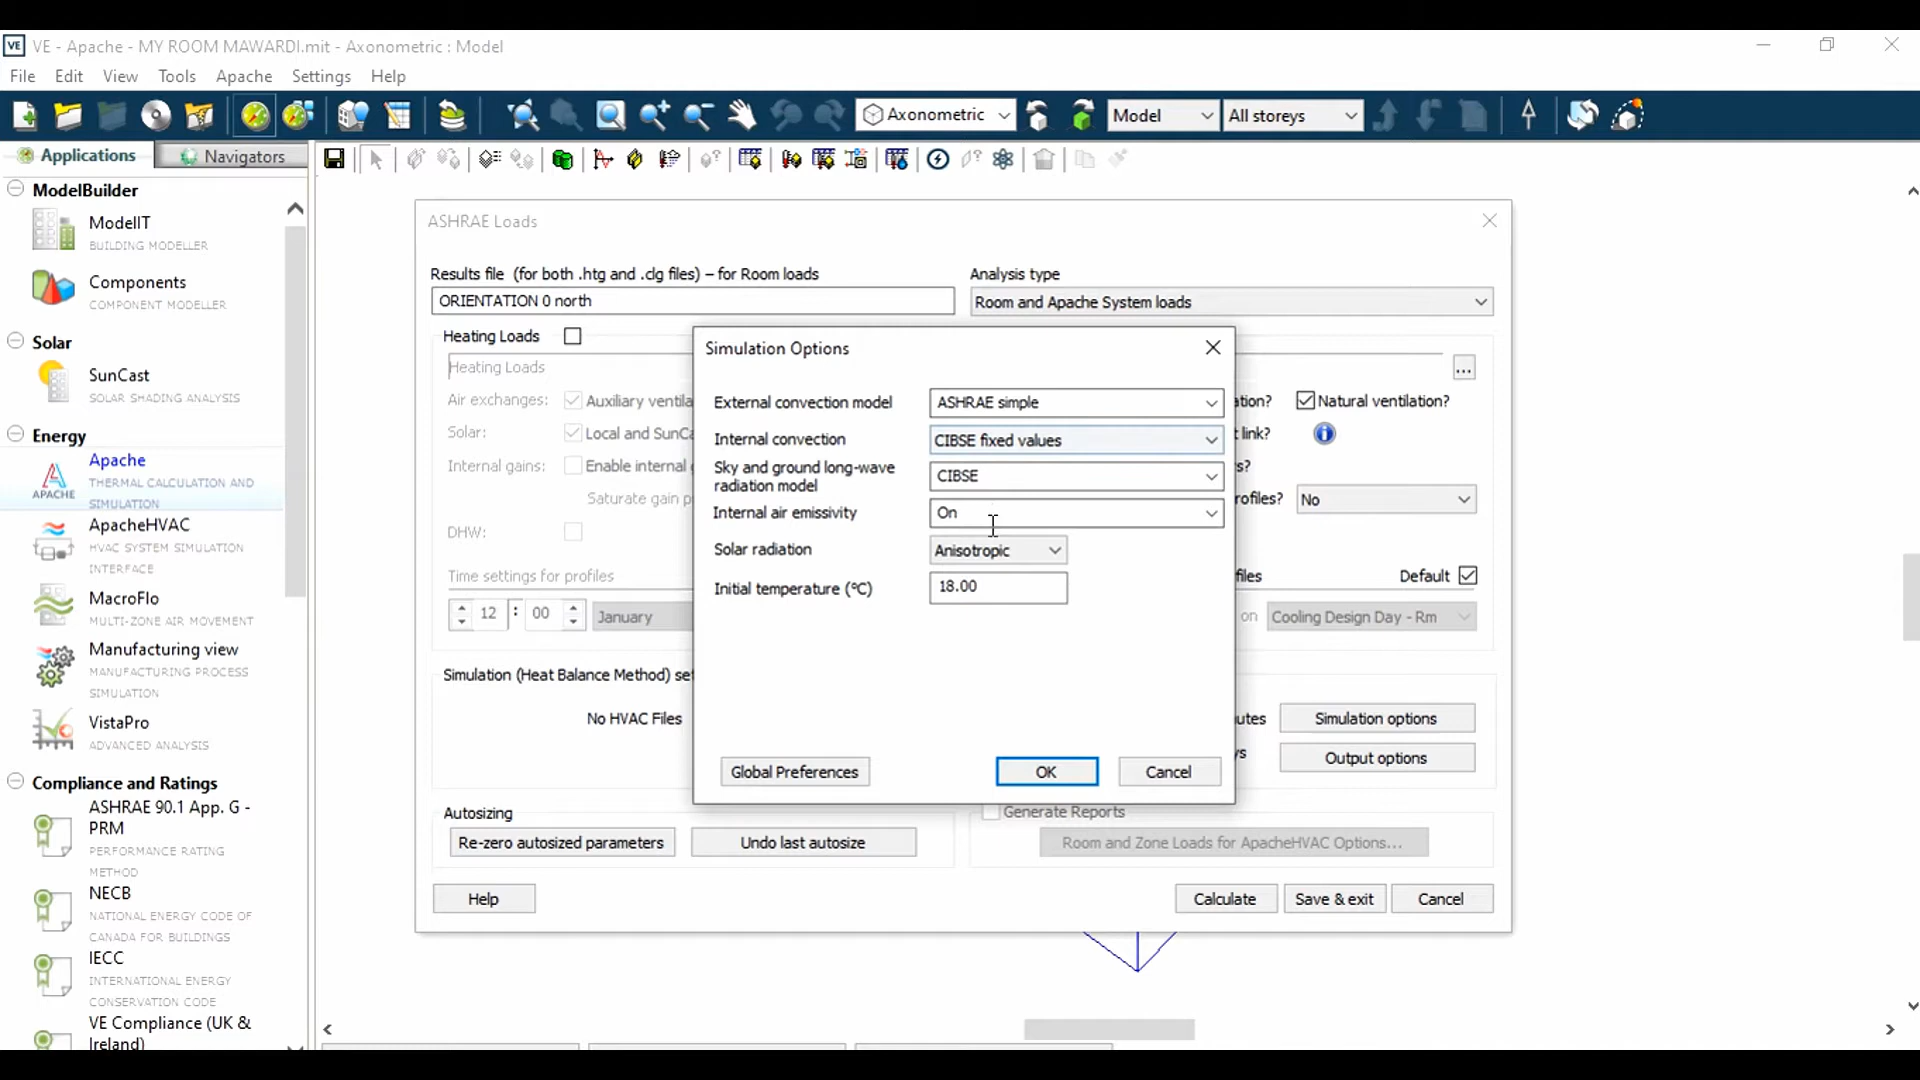 VE - Apache - MY ROOM MAWARDI.mit - Axonometric : Model
File Edit View Tools Apache Settings Help
Axonometric Model All storeys
Applications Navigators
ModelBuilder
ModelIT
BUILDING MODELLER
Components
COMPONENT MODELLER
Solar
SunCast
SOLAR SHADING ANALYSIS
Energy
Apache
THERMAL CALCULATION AND
SIMULATION
APACHE
ApacheHVAC
HVAC SYSTEM SIMULATION
INTERFACE
MacroFlo
MULTI-ZONE AIR MOVEMENT
Manufacturing view
MANUFACTURING PROCESS
SIMULATION
VistaPro
ADVANCED ANALYSIS
Compliance and Ratings
ASHRAE 90.1 App. G -
PRM
PERFORMANCE RATING
METHOD
NECB
NATIONAL ENERGY CODE OF
CANADA FOR BUILDINGS
IECC
INTERNATIONAL ENERGY
CONSERVATION CODE
VE Compliance (UK &
Ireland)
ASHRAE Loads
Results file (for both .htg and .clg files) – for Room loads
Analysis type
ORIENTATION 0 north
Room and Apache System loads
Heating Loads
Heating Loads
...
Air exchanges: Auxiliary ventila
ation? Natural ventilation?
Solar: Local and SunCa
t link?
Internal gains: Enable internal g
s?
Saturate gain p
rofiles? No
DHW:
Time settings for profiles
files Default
12 : 00 January
on Cooling Design Day - Rm
Simulation (Heat Balance Method) set
No HVAC Files
utes Simulation options
ys Output options
Autosizing
Re-zero autosized parameters Undo last autosize
Generate Reports
Room and Zone Loads for ApacheHVAC Options...
Help Calculate Save & exit Cancel
Simulation Options
External convection model ASHRAE simple
Internal convection CIBSE fixed values
Sky and ground long-wave
radiation model CIBSE
Internal air emissivity On
Solar radiation Anisotropic
Initial temperature (°C) 18.00
Global Preferences OK Cancel